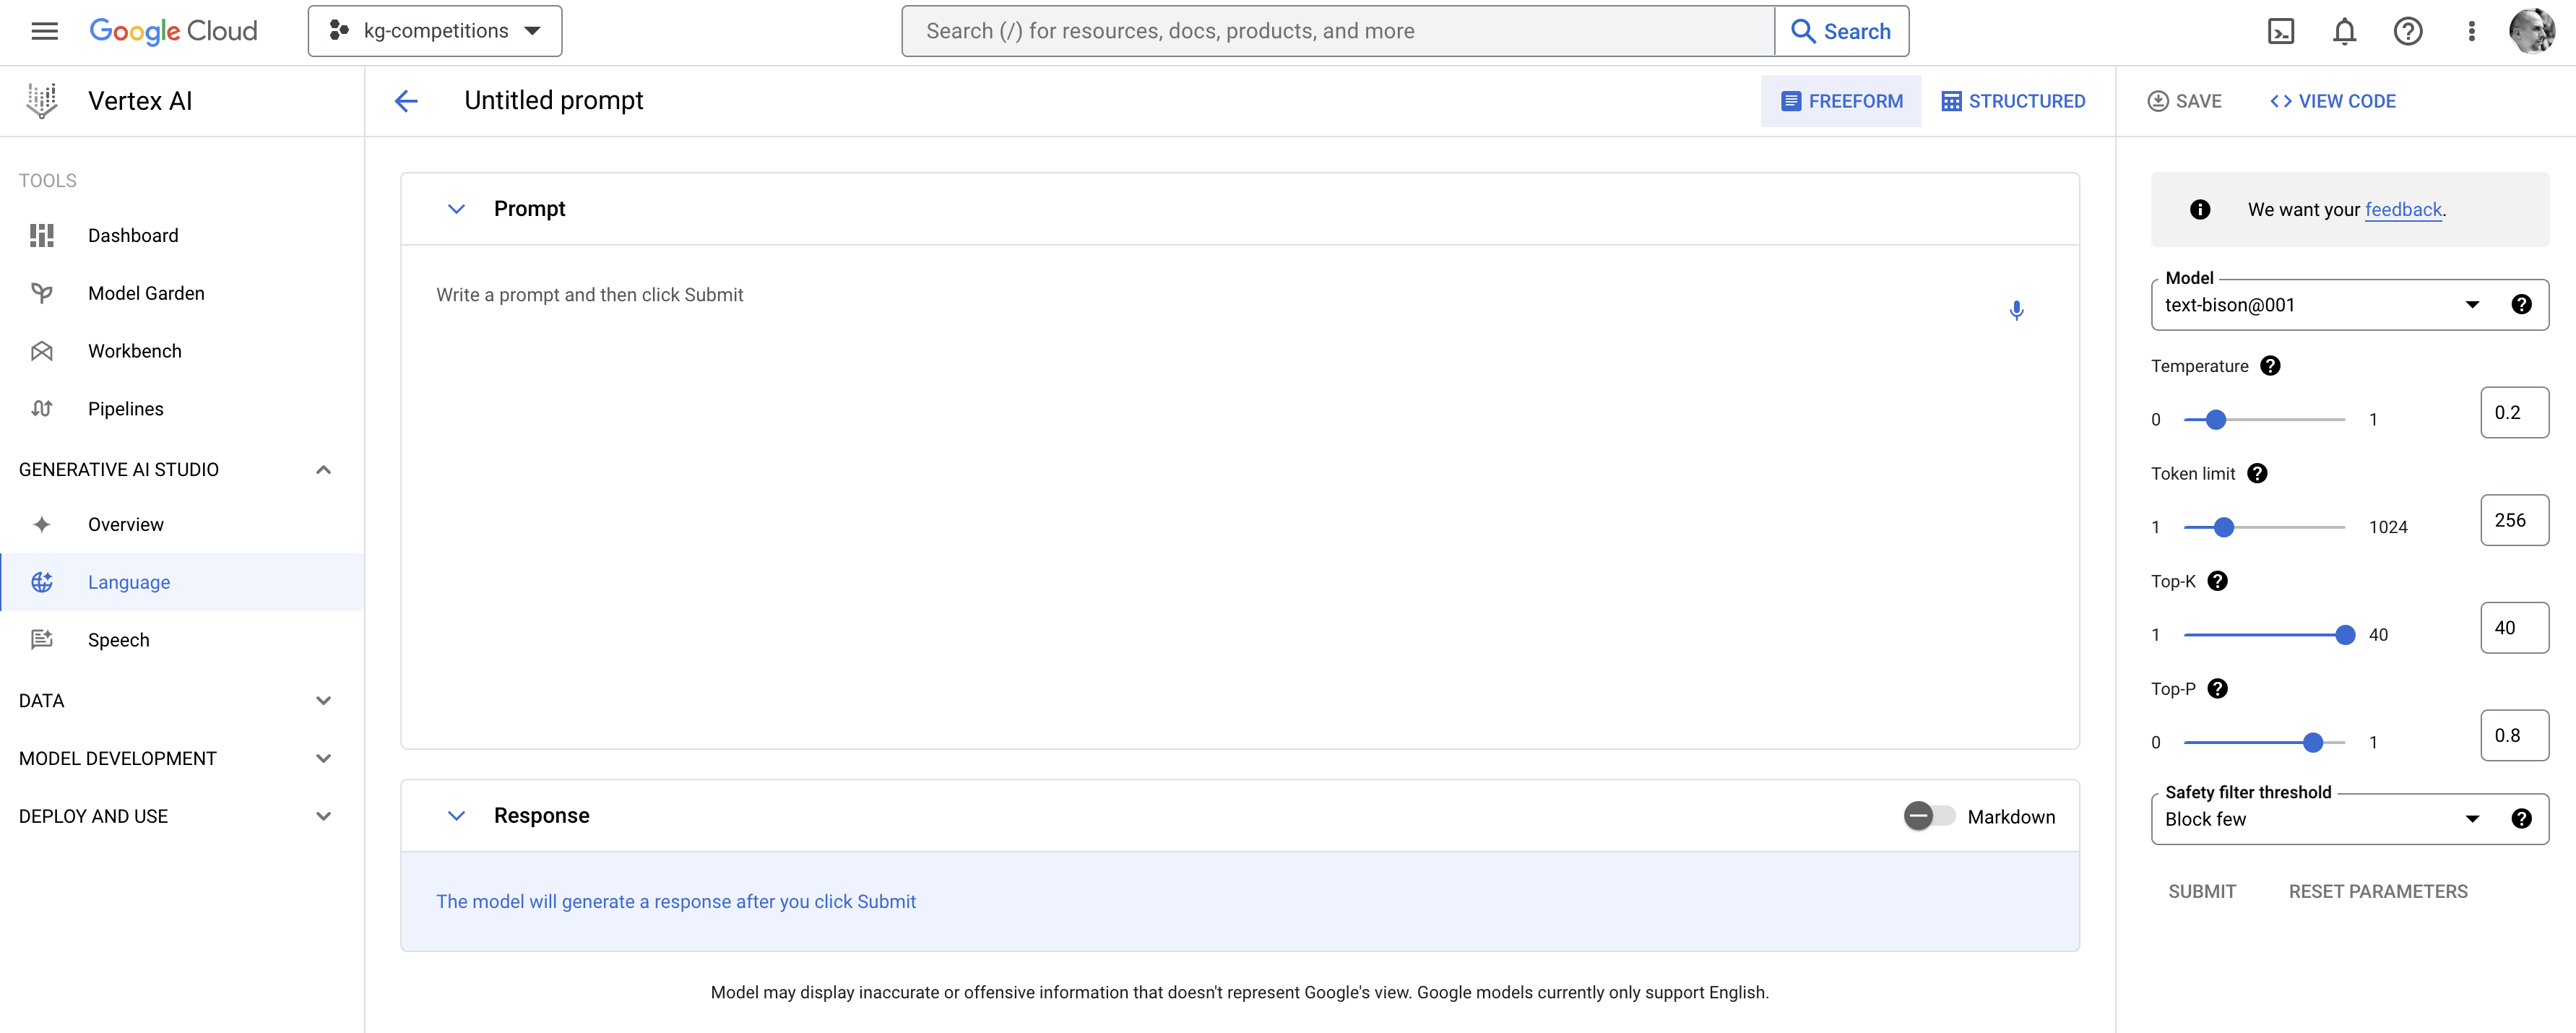 Google Cloud
kg-competitions
Search (/) for resources, docs, products, and more
Search
Vertex AI
Untitled prompt
FREEFORM
STRUCTURED
SAVE
<> VIEW CODE
TOOLS
Dashboard
Model Garden
Workbench
Pipelines
GENERATIVE AI STUDIO
Overview
Language
Speech
DATA
MODEL DEVELOPMENT
DEPLOY AND USE
Prompt
Write a prompt and then click Submit
Response
Markdown
The model will generate a response after you click Submit
Model may display inaccurate or offensive information that doesn't represent Google's view. Google models currently only support English.
We want your feedback.
Model
text-bison@001
Temperature
0 1 0.2
Token limit
1 1024 256
Top-K
1 40 40
Top-P
0 1 0.8
Safety filter threshold
Block few
SUBMIT RESET PARAMETERS